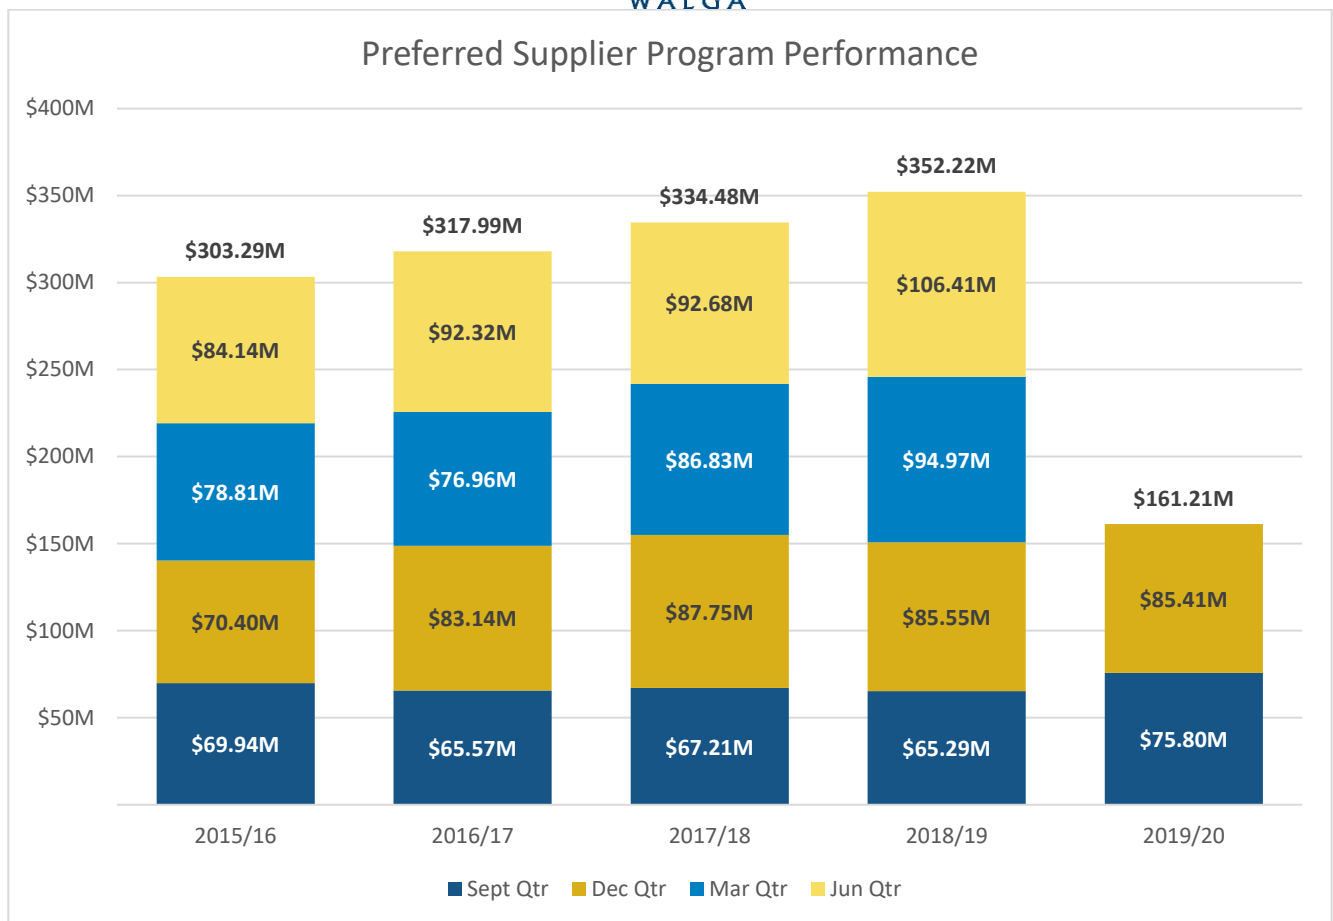 WALGA
Preferred Supplier Program Performance
$400M
$350M
$300M
$250M
$200M
$150M
$100M
$50M
$303.29M
$84.14M
$78.81M
$70.40M
$69.94M
$317.99M
$92.32M
$76.96M
$83.14M
$65.57M
$334.48M
$92.68M
$86.83M
$87.75M
$67.21M
$352.22M
$106.41M
$94.97M
$85.55M
$65.29M
$161.21M
$85.41M
$75.80M
2015/16 2016/17 2017/18 2018/19 2019/20
Sept Qtr Dec Qtr Mar Qtr Jun Qtr